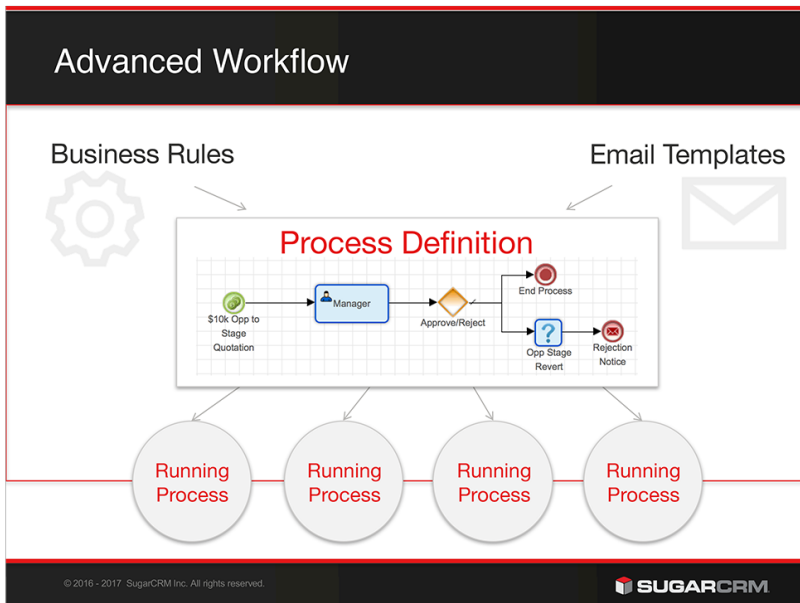 Advanced Workflow
Business Rules
Email Templates
Process Definition
$10k Opp to
Stage
Quotation
Manager
Approve/Reject
End Process
?
Opp Stage
Revert
Rejection
Notice
Running
Process
Running
Process
Running
Process
Running
Process
© 2016 - 2017 SugarCRM Inc. All rights reserved.
SUGARCRM